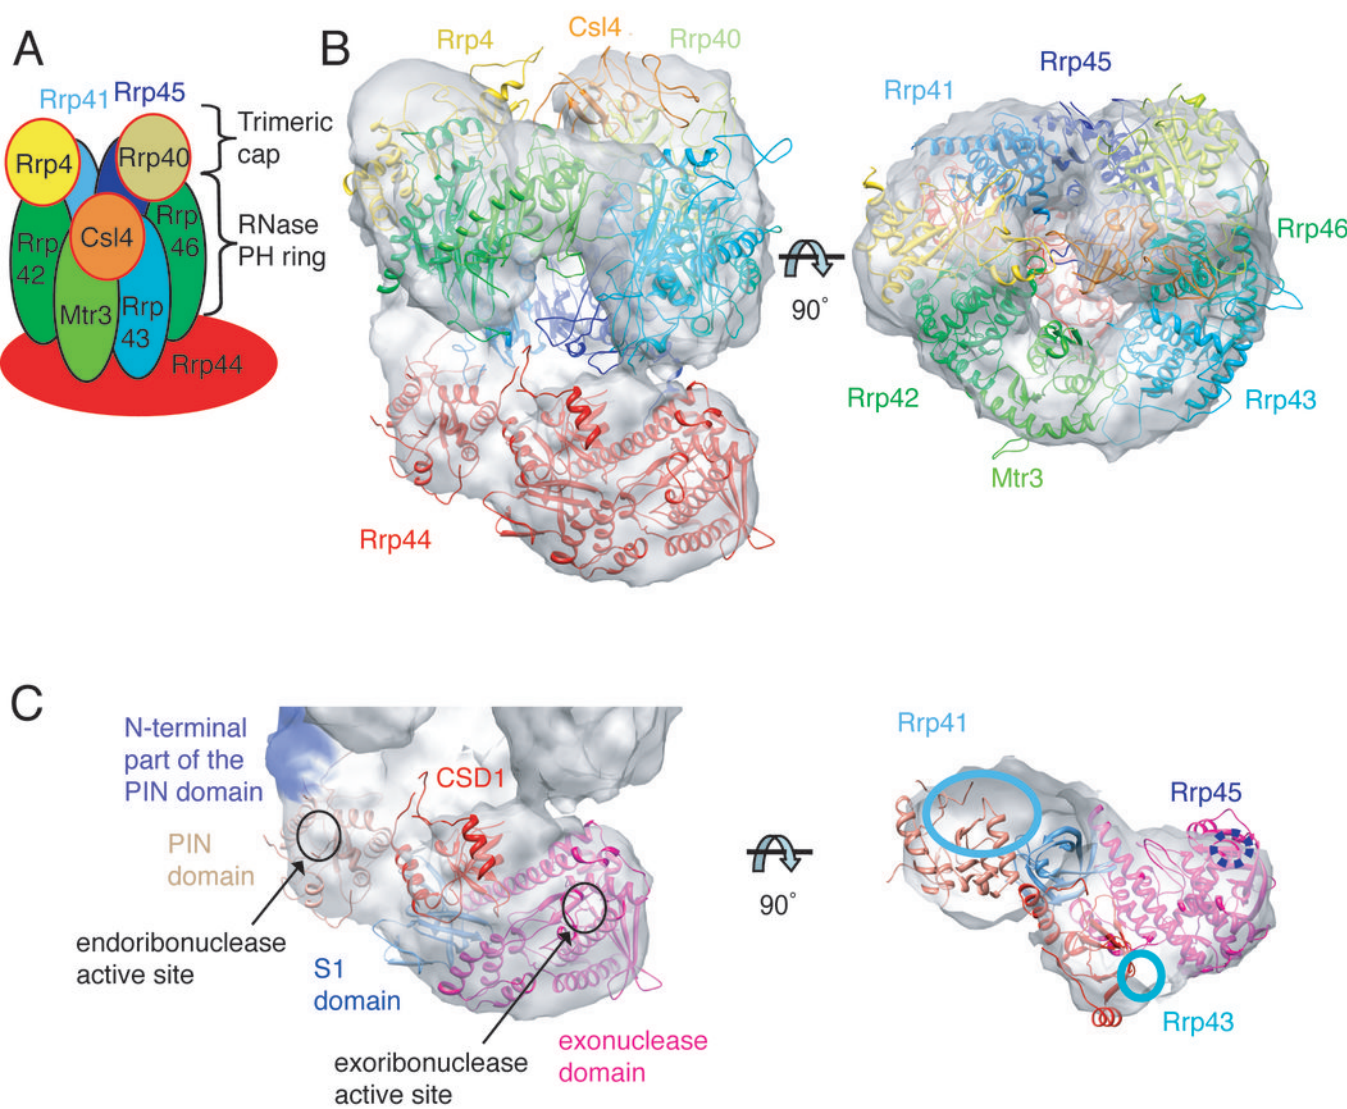 A
Rrp41 Rrp45
Rrp4
Rrp40
Trimeric
cap
Rrp
42
Csl4
Rrp
46
RNase
PH ring
Mtr3
Rrp
43
Rrp44
B
Rrp4
Csl4
Rrp40
Rrp44
90°
Rrp41
Rrp45
Rrp46
Rrp42
Rrp43
Mtr3
C
N-terminal
part of the
PIN domain
CSD1
PIN
domain
endoribonuclease
active site
S1
domain
exoribonuclease
active site
exonuclease
domain
90°
Rrp41
Rrp45
Rrp43